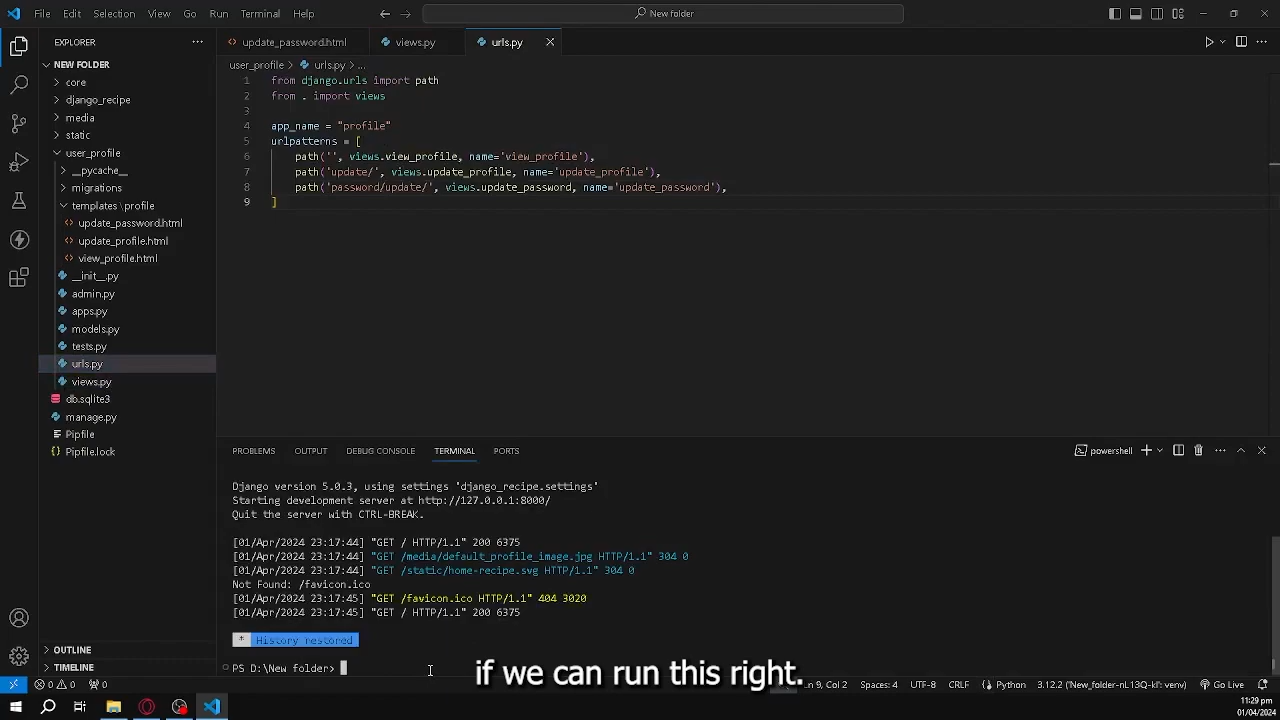 File Edit Selection View Go Run Terminal Help
New folder
EXPLORER
NEW FOLDER
core
django_recipe
media
static
user_profile
__pycache__
migrations
templates \profile
update_password.html
update_profile.html
view_profile.html
__init__.py
admin.py
apps.py
models.py
tests.py
urls.py
views.py
db.sqlite3
manage.py
Pipfile
Pipfile.lock
OUTLINE
TIMELINE
update_password.html views.py urls.py
user_profile > urls.py > ...
1 from django.urls import path
2 from . import views
3
4 app_name = "profile"
5 urlpatterns = [
6 path('', views.view_profile, name='view_profile'),
7 path('update/', views.update_profile, name='update_profile'),
8 path('password/update/', views.update_password, name='update_password'),
9 ]
PROBLEMS OUTPUT DEBUG CONSOLE TERMINAL PORTS
powershell
Django version 5.0.3, using settings 'django_recipe.settings'
Starting development server at http://127.0.0.1:8000/
Quit the server with CTRL-BREAK.
[01/Apr/2024 23:17:44] "GET / HTTP/1.1" 200 6375
[01/Apr/2024 23:17:44] "GET /media/default_profile_image.jpg HTTP/1.1" 304 0
[01/Apr/2024 23:17:44] "GET /static/home-recipe.svg HTTP/1.1" 304 0
Not Found: /favicon.ico
[01/Apr/2024 23:17:45] "GET /favicon.ico HTTP/1.1" 404 3020
[01/Apr/2024 23:17:45] "GET / HTTP/1.1" 200 6375
* History restored
PS D:\New folder>
if we can run this right.
0 0 0 Ln 9, Col 2 Spaces: 4 UTF-8 CRLF Python 3.12.2 ('New_folder-nL13Q-kl': venv) Go Live
11:29 pm
01/04/2024